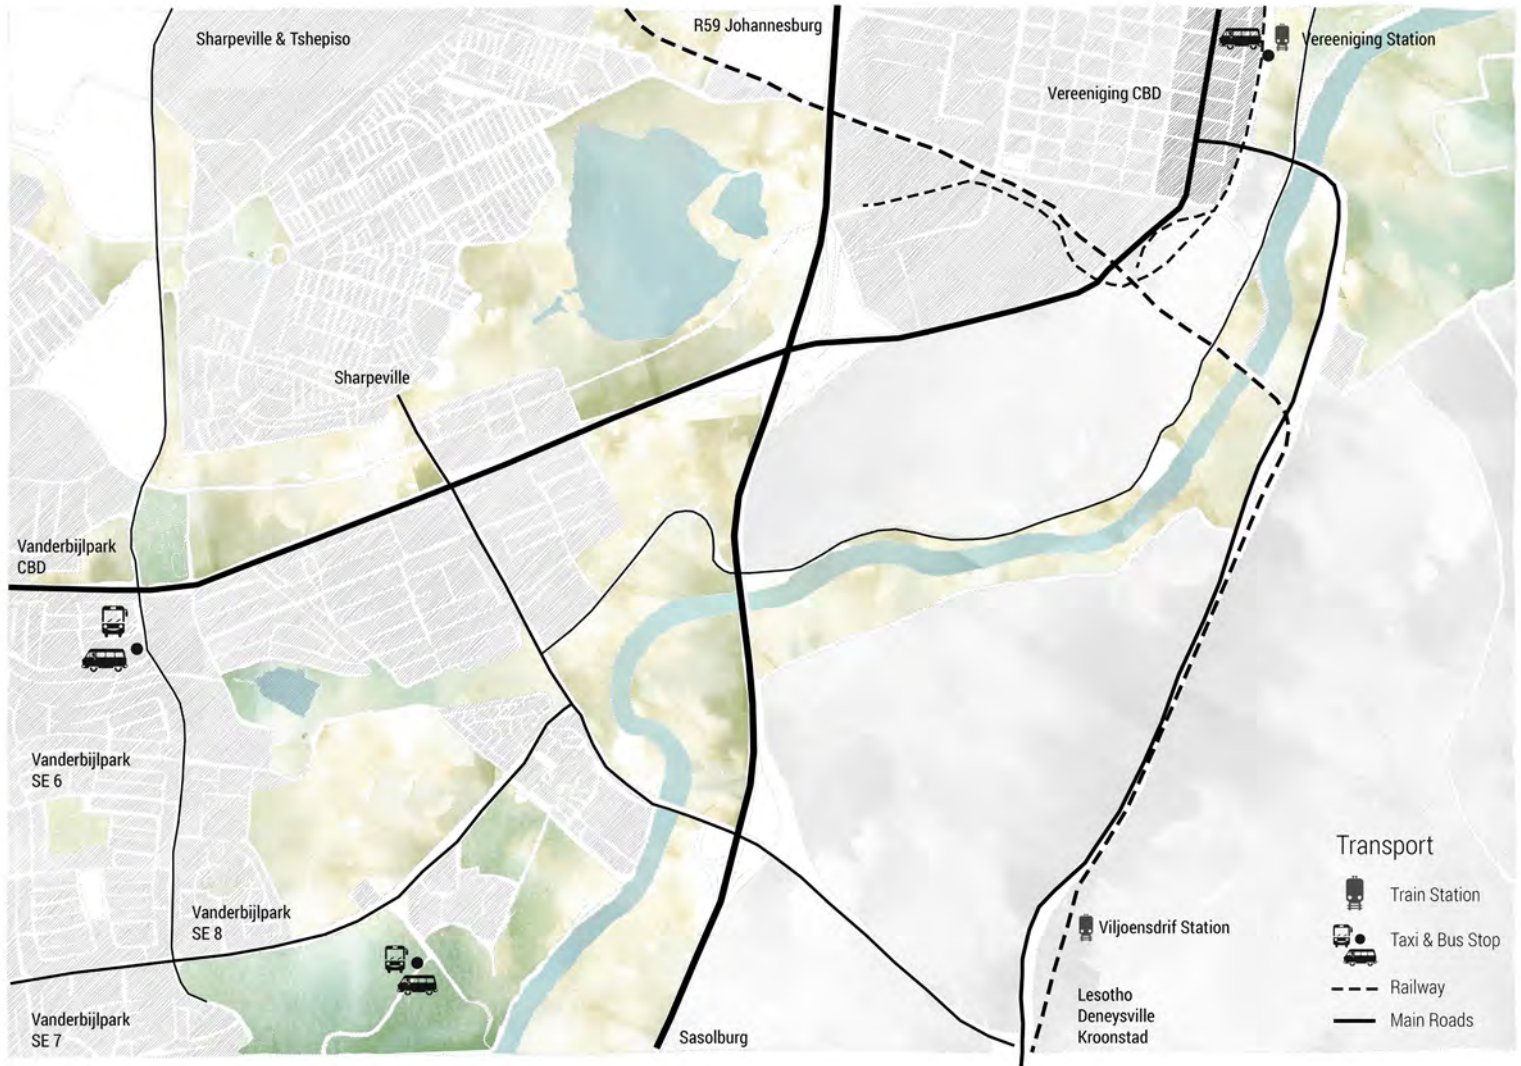 Sharpeville & Tshepiso
R59 Johannesburg
Vereeniging Station
Vereeniging CBD
Sharpeville
Vanderbijlpark
CBD
Vanderbijlpark
SE 6
Vanderbijlpark
SE 8
Vanderbijlpark
SE 7
Sasolburg
Viljoensdrif Station
Lesotho
Deneysville
Kroonstad
Transport
Train Station
Taxi & Bus Stop
Railway
Main Roads